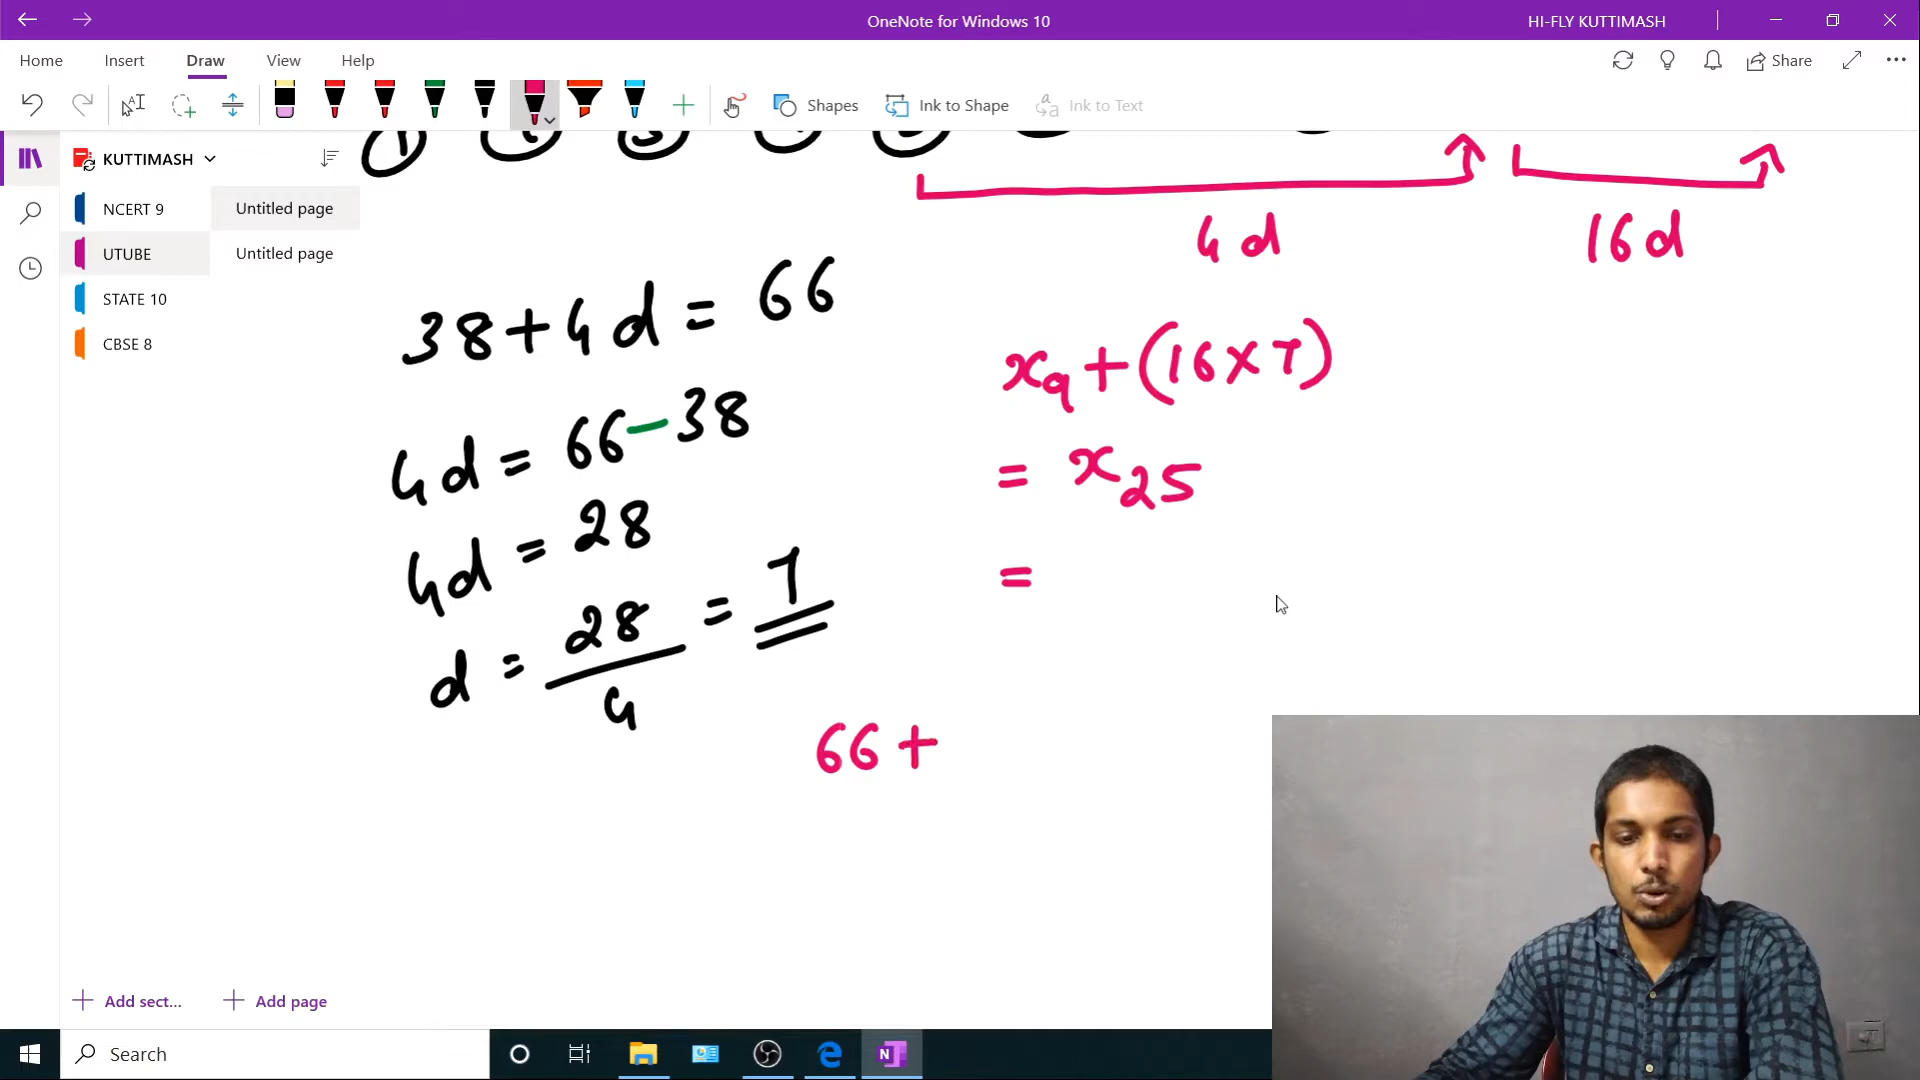 OneNote for Windows 10
HI-FLY KUTTIMASH
Home Insert Draw View Help
Share
Shapes
Ink to Shape
Ink to Text
KUTTIMASH
NCERT 9
UTUBE
STATE 10
CBSE 8
Untitled page
Untitled page
4d
16d
38+4d = 66
4d = 66-38
4d = 28
d = 28/4 = 7
x9 + (16×7)
= x25
=
66+
Add sect...
Add page
Search